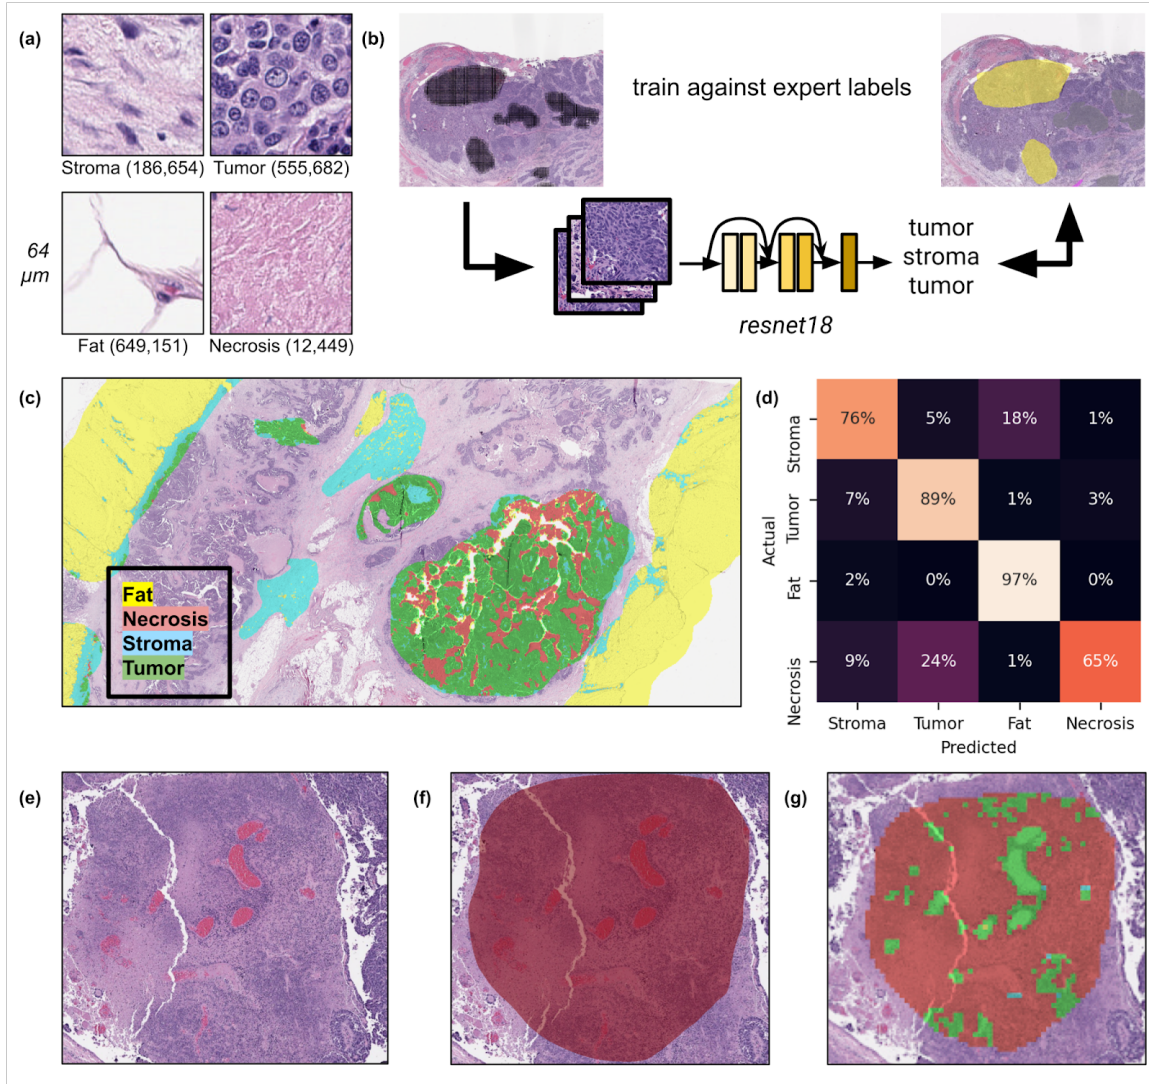 (a)
Stroma (186,654)
Tumor (555,682)
64
µm
Fat (649,151)
Necrosis (12,449)
(b)
train against expert labels
resnet18
tumor
stroma
tumor
(c)
Fat
Necrosis
Stroma
Tumor
(d)
Actual
Stroma
76%
5%
18%
1%
Tumor
7%
89%
1%
3%
Fat
2%
0%
97%
0%
Necrosis
9%
24%
1%
65%
Stroma
Tumor
Fat
Necrosis
Predicted
(e)
(f)
(g)